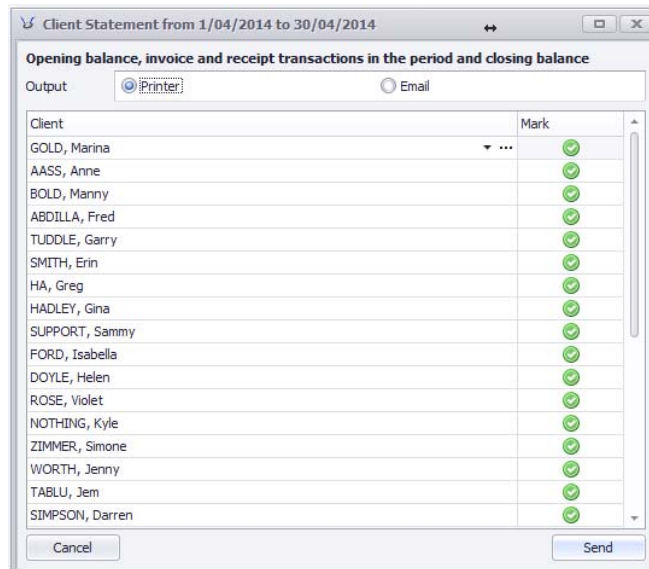 Client Statement from 1/04/2014 to 30/04/2014
Opening balance, invoice and receipt transactions in the period and closing balance
Output Printer Email
Client Mark
GOLD, Marina
AASS, Anne
BOLD, Manny
ABDILLA, Fred
TUDDLE, Garry
SMITH, Erin
HA, Greg
HADLEY, Gina
SUPPORT, Sammy
FORD, Isabella
DOYLE, Helen
ROSE, Violet
NOTHING, Kyle
ZIMMER, Simone
WORTH, Jenny
TABLU, Jem
SIMPSON, Darren
Cancel Send